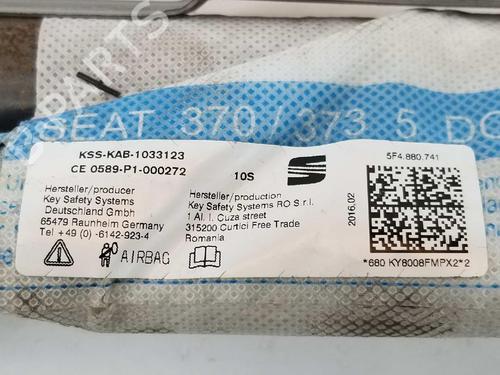 SEAT 370 / 373 5 DO
KSS-KAB-1033123
CE 0589-P1-000272
10S
Hersteller/producer
Key Safety Systems
Deutschland Gmbh
65479 Raunheim Germany
Tel +49 (0) -6142-923-4
AIRBAG
Hersteller/production
Key Safety Systems RO S.r.l.
1 Al. I. Cuza street
315200 Curtici Free Trade
Romania
2016.02
5F4.880.741
*680 KY8008FMPX2*2